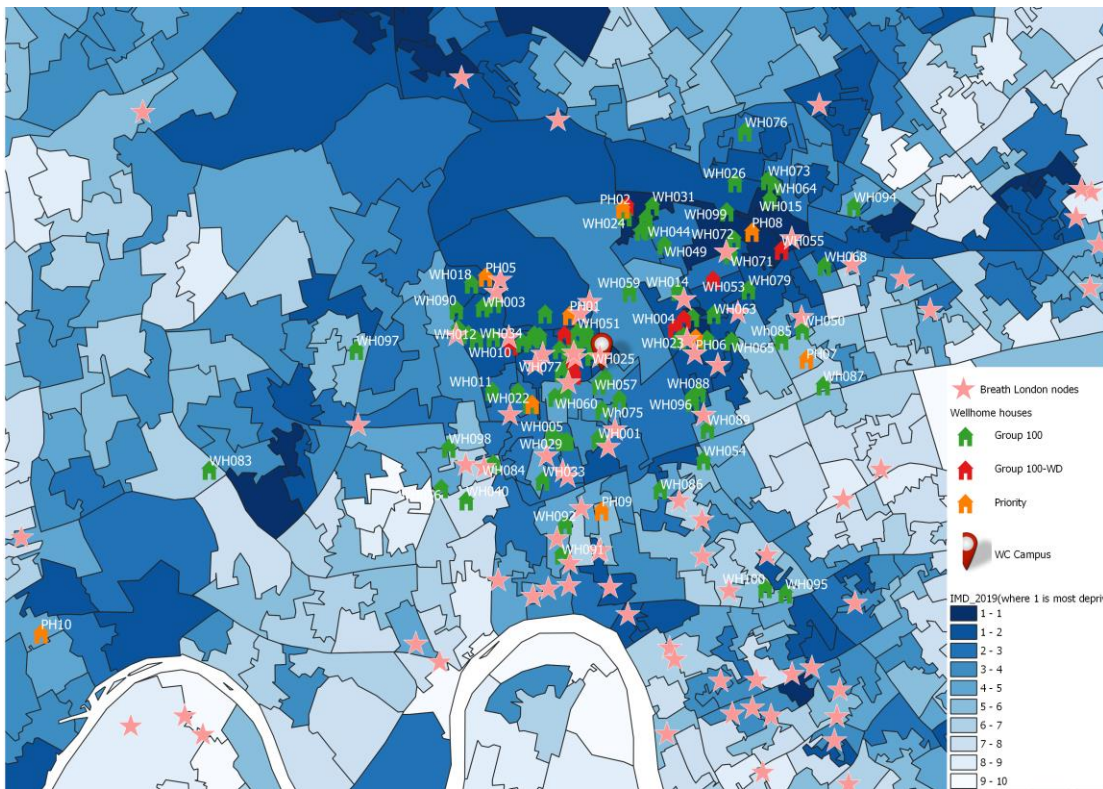 WH076
WH026
WH073
WH064
WH015
WH094
PH02
WH031
WH024
WH099
PH08
WH044
WH072
WH055
WH049
WH071
WH068
WH018
PH05
WH059
WH014
WH053
WH079
WH090
WH003
PH01
WH004
WH063
WH050
WH012
WH034
WH051
Wh085
WH097
WH010
WH023
PH06
WH065
WH077
WH025
PH07
WH011
WH057
WH088
WH087
WH022
WH060
WH096
Wh075
WH005
WH089
WH029
WH001
WH098
WH054
WH083
WH084
WH033
WH040
WH086
WH092
PH09
WH091
WH100
WH095
PH10
Breath London nodes
Wellhome houses
Group 100
Group 100-WD
Priority
WC Campus
IMD_2019(where 1 is most depri
1 - 1
1 - 2
2 - 3
3 - 4
4 - 5
5 - 6
6 - 7
7 - 8
8 - 9
9 - 10